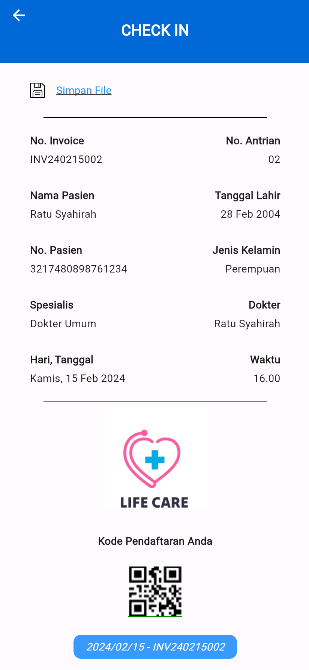 CHECK IN
Simpan File
No. Invoice No. Antrian
INV240215002 02
Nama Pasien Tanggal Lahir
Ratu Syahirah 28 Feb 2004
No. Pasien Jenis Kelamin
3217480898761234 Perempuan
Spesialis Dokter
Dokter Umum Ratu Syahirah
Hari, Tanggal Waktu
Kamis, 15 Feb 2024 16.00
LIFE CARE
Kode Pendaftaran Anda
2024/02/15 - INV240215002